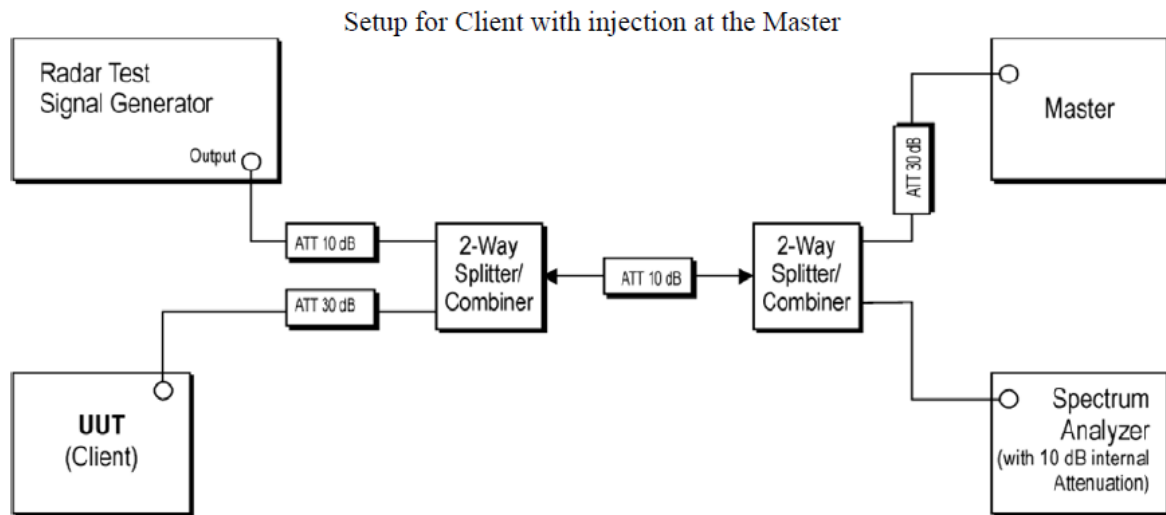 Setup for Client with injection at the Master
Radar Test
Signal Generator
Output
ATT 10 dB
ATT 30 dB
2-Way
Splitter/
Combiner
ATT 10 dB
2-Way
Splitter/
Combiner
ATT 30 dB
Master
UUT
(Client)
Spectrum
Analyzer
(with 10 dB internal
Attenuation)